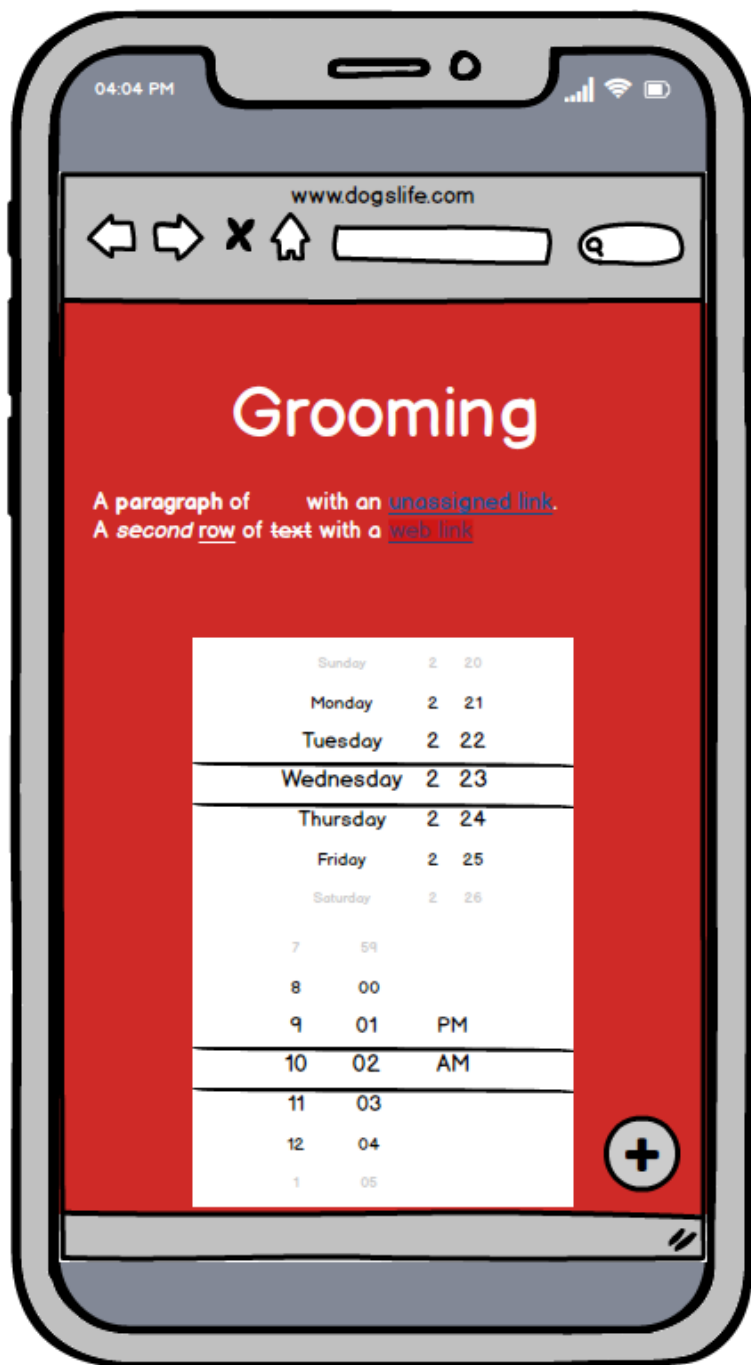 04:04 PM
www.dogslife.com
Grooming
A paragraph of with an unassigned link.
A second row of text with a web link
Sunday 2 20
Monday 2 21
Tuesday 2 22
Wednesday 2 23
Thursday 2 24
Friday 2 25
Saturday 2 26
7 59
8 00
9 01 PM
10 02 AM
11 03
12 04
1 05